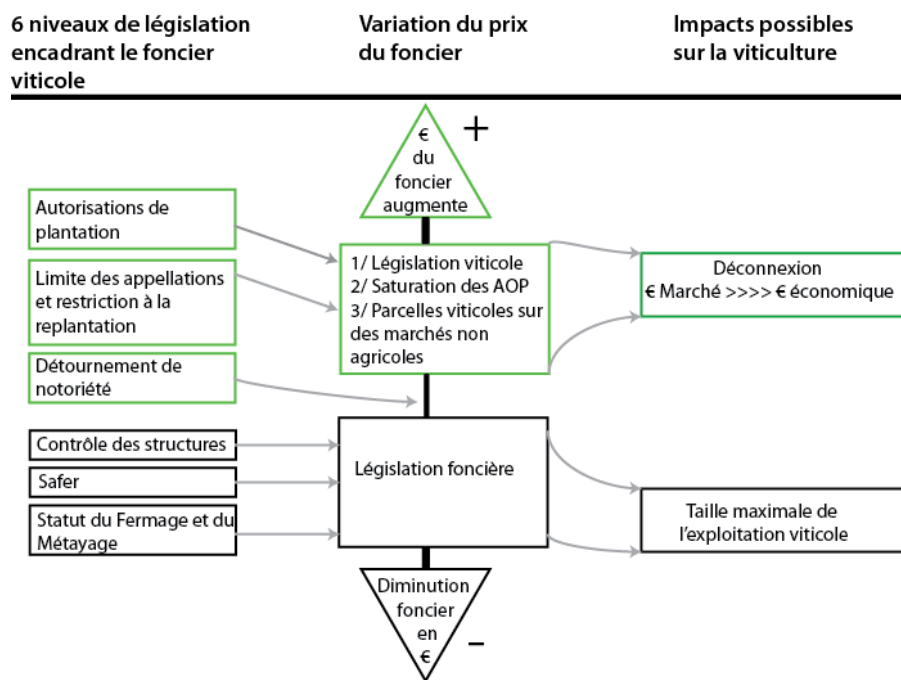 6 niveaux de législation
encadrant le foncier
viticole
Variation du prix
du foncier
Impacts possibles
sur la viticulture
€
du
foncier
augmente
+
Autorisations de
plantation
Limite des appellations
et restriction à la
replantation
Détournement de
notoriété
1/ Législation viticole
2/ Saturation des AOP
3/ Parcelles viticoles sur
des marchés non
agricoles
Déconnexion
€ Marché >>>> € économique
Contrôle des structures
Safer
Statut du Fermage et du
Métayage
Législation foncière
Taille maximale de
l'exploitation viticole
Diminution
foncier
en
€
–